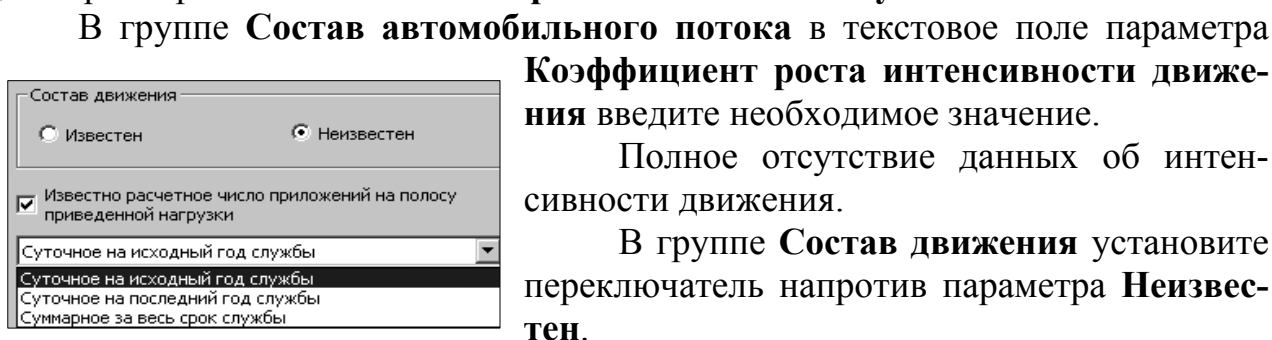 В группе Состав автомобильного потока в текстовое поле параметра
Коэффициент роста интенсивности движе-
ния введите необходимое значение.
Полное отсутствие данных об интен-
сивности движения.
В группе Состав движения установите
переключатель напротив параметра Неизвес-
тен.
Состав движения
Известен
Неизвестен
Известно расчетное число приложений на полосу
приведенной нагрузки
Суточное на исходный год службы
Суточное на исходный год службы
Суточное на последний год службы
Суммарное за весь срок службы